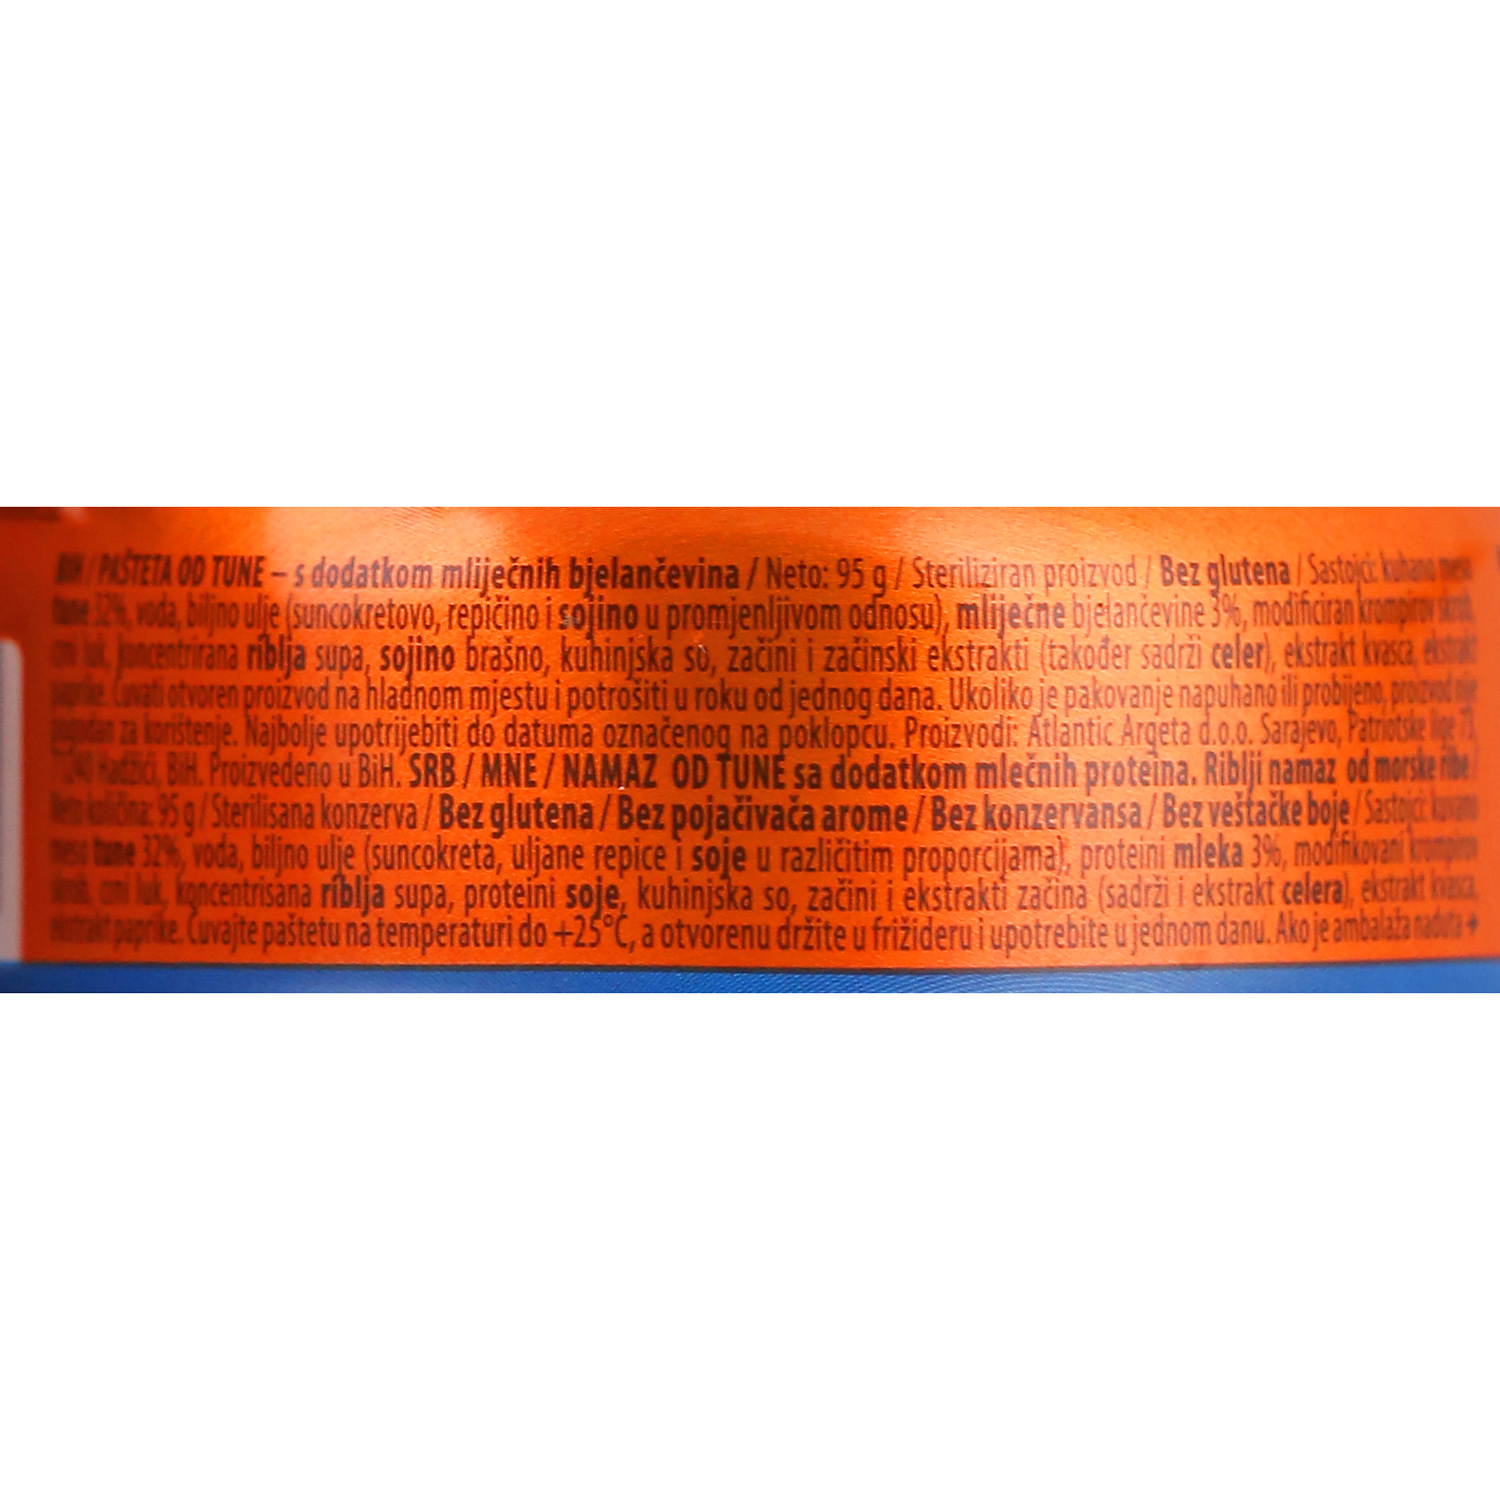 BIH / PAŠTETA OD TUNE – s dodatkom mliječnih bjelančevina / Neto: 95 g / Steriliziran proizvod / Bez glutena / Sastojci: kuhano meso
tune 32%, voda, biljno ulje (suncokretovo, repičino i sojino u promjenljivom odnosu), mliječne bjelančevine 3%, modificiran krompirov skrob,
crni luk, koncentrirana riblja supa, sojino brašno, kuhinjska so, začini i začinski ekstrakti (također sadrži celer), ekstrakt kvasca, ekstrakt
paprike. Čuvati otvoren proizvod na hladnom mjestu i potrošiti u roku od jednog dana. Ukoliko je pakovanje napuhano ili probijeno, proizvod nije
pogodan za korištenje. Najbolje upotrijebiti do datuma označenog na poklopcu. Proizvodi: Atlantic Argeta d.o.o. Sarajevo, Patriotske lige 73,
71240 Hadžići, BiH. Proizvedeno u BiH. SRB / MNE / NAMAZ OD TUNE sa dodatkom mlečnih proteina. Riblji namaz od morske ribe /
Neto količina: 95 g / Sterilisana konzerva / Bez glutena / Bez pojačivača arome / Bez konzervansa / Bez veštačke boje / Sastojci: kuvano
meso tune 32%, voda, biljno ulje (suncokreta, uljane repice i soje u različitim proporcijama), proteini mleka 3%, modifikovani krompirov
skrob, crni luk, koncentrisana riblja supa, proteini soje, kuhinjska so, začini i ekstrakti začina (sadrži i ekstrakt celera), ekstrakt kvasca,
ekstrakt paprike. Čuvajte paštetu na temperaturi do +25°C, a otvorenu držite u frižideru i upotrebite u jednom danu. Ako je ambalaža naduta →